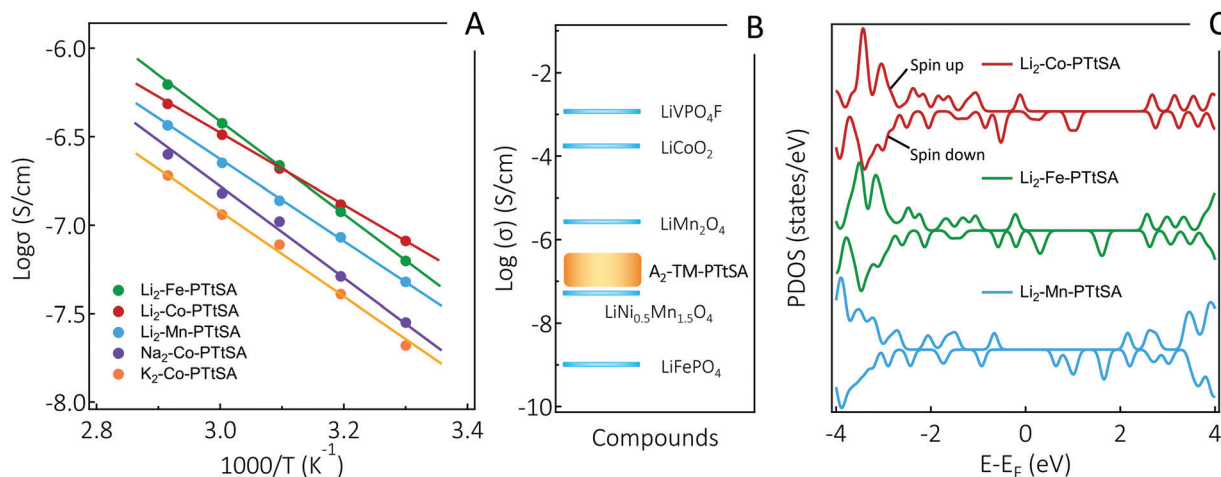 A
-6.0
-6.5
-7.0
-7.5
-8.0
Logσ (S/cm)
Li₂-Fe-PTtSA
Li₂-Co-PTtSA
Li₂-Mn-PTtSA
Na₂-Co-PTtSA
K₂-Co-PTtSA
2.8
3.0
3.2
3.4
1000/T (K⁻¹)
B
-2
-4
-6
-8
-10
Log (σ) (S/cm)
LiVPO₄F
LiCoO₂
LiMn₂O₄
A₂-TM-PTtSA
LiNi₀.₅Mn₁.₅O₄
LiFePO₄
Compounds
PDOS (states/eV)
Spin up
Li₂-Co-PTtSA
Spin down
Li₂-Fe-PTtSA
Li₂-Mn-PTtSA
-4
-2
0
2
4
E-E_F (eV)